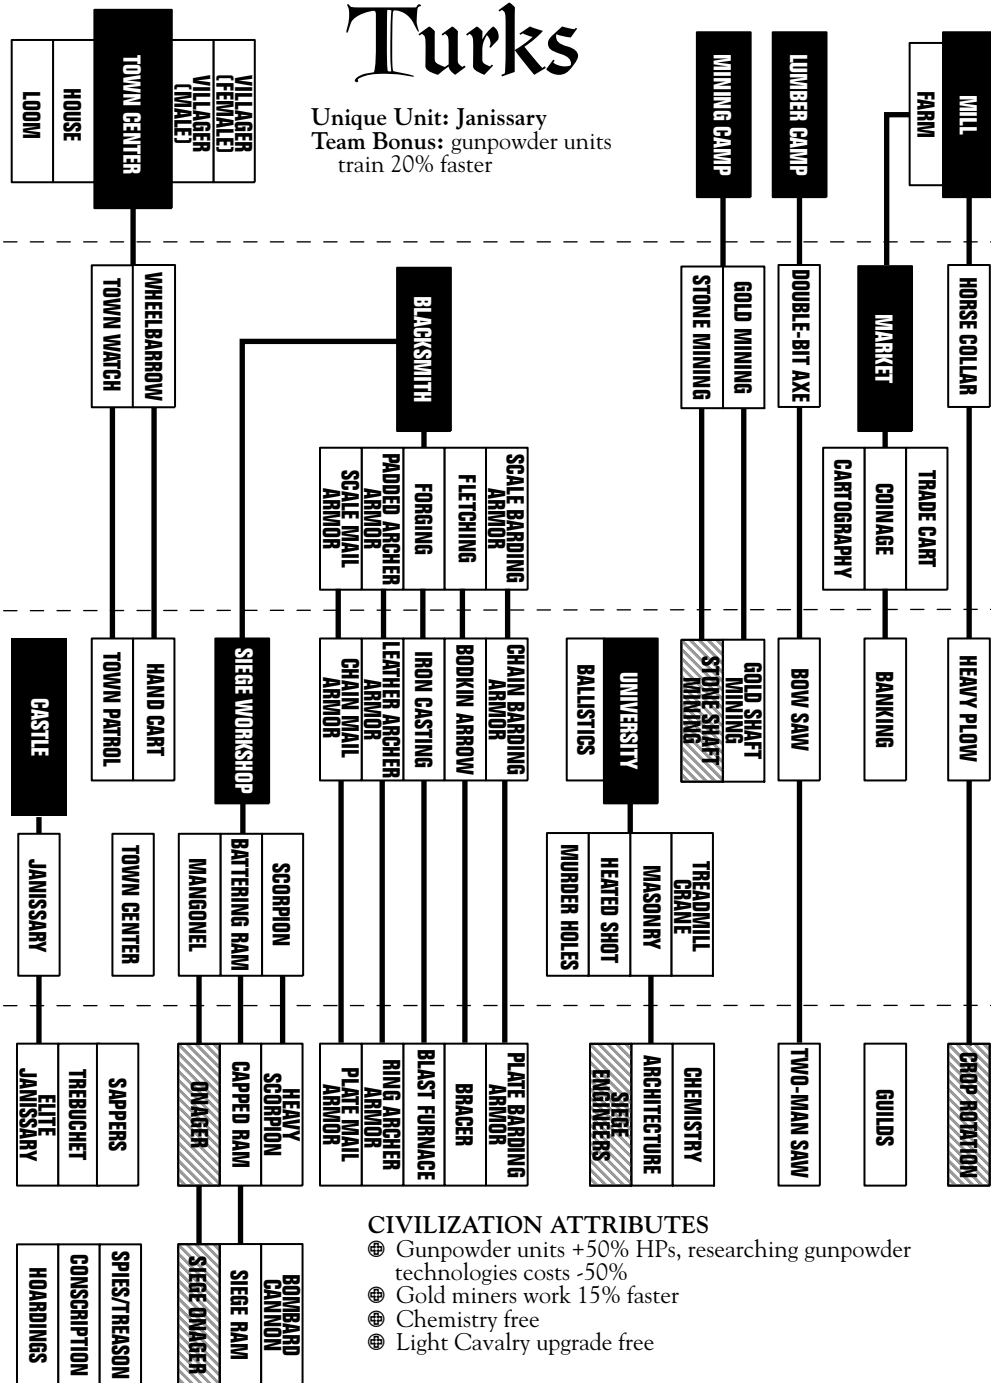 Turks
Unique Unit: Janissary
Team Bonus: gunpowder units
train 20% faster
VILLAGER
(FEMALE)
VILLAGER
(MALE)
TOWN CENTER
HOUSE
LOOM
MINING CAMP
LUMBER CAMP
FARM
MILL
WHEELBARROW
TOWN WATCH
BLACKSMITH
GOLD MINING
STONE MINING
DOUBLE-BIT AXE
MARKET
HORSE COLLAR
SCALE BARDING
ARMOR
FLETCHING
FORGING
PADDED ARCHER
ARMOR
SCALE MAIL
ARMOR
TRADE CART
COINAGE
CARTOGRAPHY
CASTLE
HAND CART
TOWN PATROL
SIEGE WORKSHOP
CHAIN BARDING
ARMOR
BODKIN ARROW
IRON CASTING
LEATHER ARCHER
ARMOR
CHAIN MAIL
ARMOR
UNIVERSITY
BALLISTICS
GOLD SHAFT
MINING
STONE SHAFT
MINING
BOW SAW
BANKING
HEAVY PLOW
JANISSARY
TOWN CENTER
SCORPION
BATTERING RAM
MANGONEL
TREADMILL
CRANE
MASONRY
HEATED SHOT
MURDER HOLES
SAPPERS
TREBUCHET
ELITE
JANISSARY
HEAVY
SCORPION
CAPPED RAM
ONAGER
PLATE BARDING
ARMOR
BRACER
BLAST FURNACE
RING ARCHER
ARMOR
PLATE MAIL
ARMOR
CHEMISTRY
ARCHITECTURE
SIEGE
ENGINEERS
TWO-MAN SAW
GUILDS
CROP ROTATION
SPIES/TREASON
CONSCRIPTION
HOARDINGS
BOMBARD
CANNON
SIEGE RAM
SIEGE ONAGER
CIVILIZATION ATTRIBUTES
Gunpowder units +50% HPs, researching gunpowder
technologies costs -50%
Gold miners work 15% faster
Chemistry free
Light Cavalry upgrade free